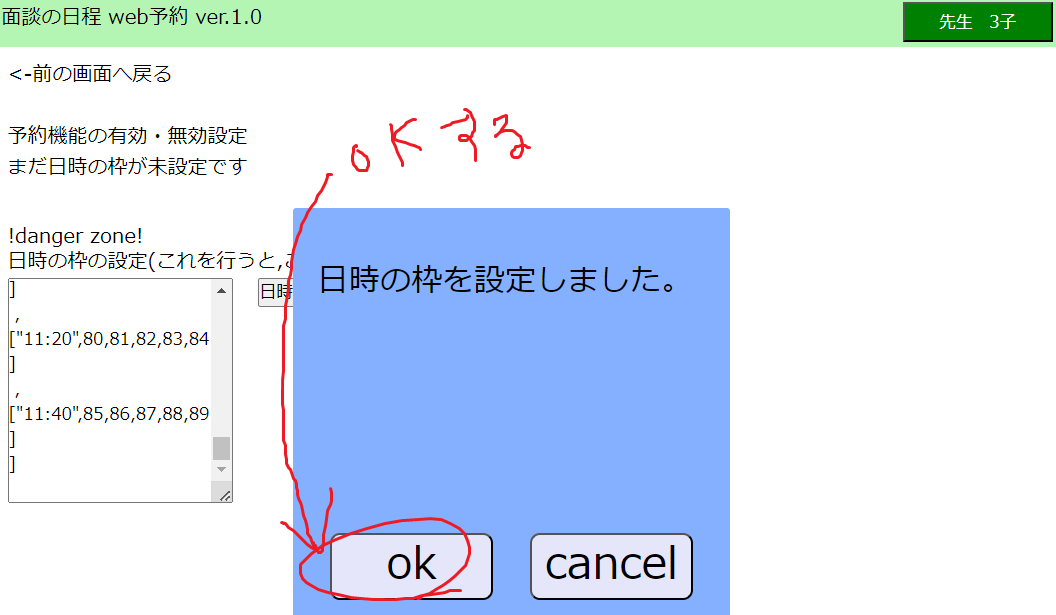 面談の日程 web予約 ver.1.0
先生　3子
<-前の画面へ戻る
予約機能の有効・無効設定
まだ日時の枠が未設定です
!danger zone!
日時の枠の設定(これを行うと,
]
,
["11:20",80,81,82,83,84
]
,
["11:40",85,86,87,88,89
]
]
日時
OKする
日時の枠を設定しました。
ok
cancel